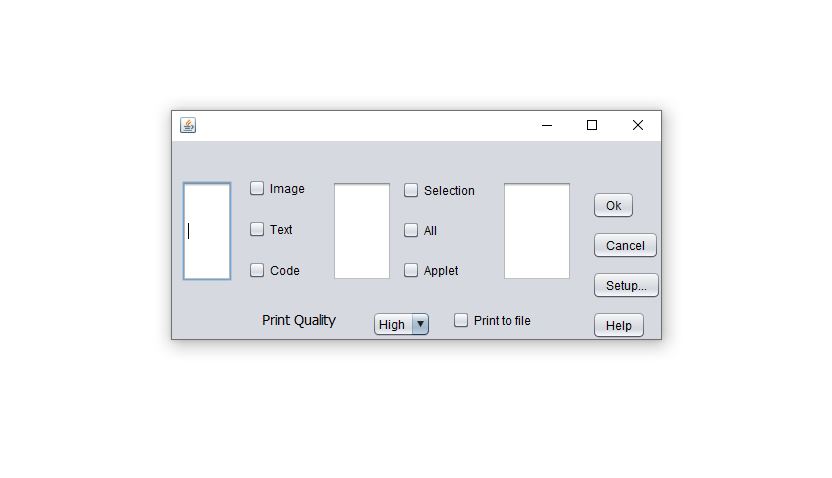 Image
Selection
Ok
Text
All
Cancel
Code
Applet
Setup...
Print Quality
High
Print to file
Help